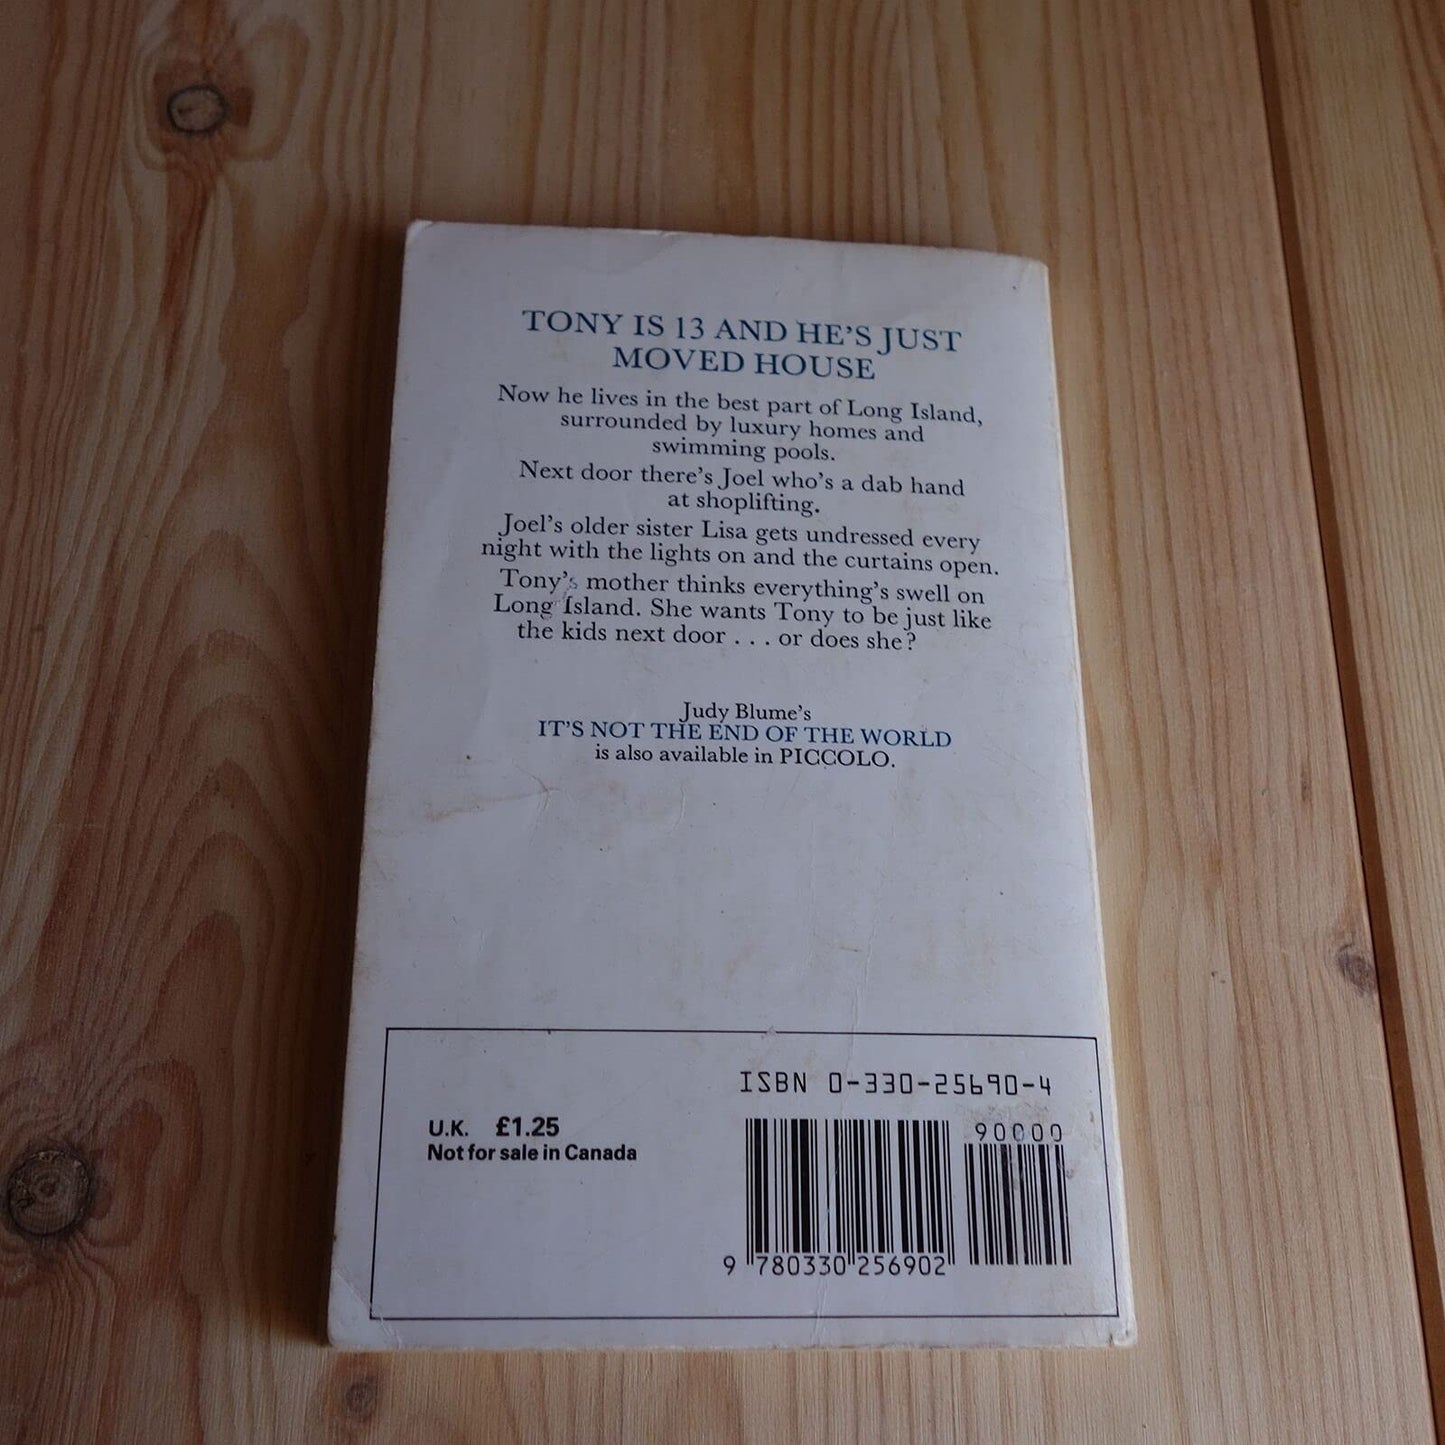 TONY IS 13 AND HE'S JUST
MOVED HOUSE
Now he lives in the best part of Long Island,
surrounded by luxury homes and
swimming pools.
Next door there's Joel who's a dab hand
at shoplifting.
Joel's older sister Lisa gets undressed every
night with the lights on and the curtains open.
Tony's mother thinks everything's swell on
Long Island. She wants Tony to be just like
the kids next door . . . or does she?
Judy Blume's
IT'S NOT THE END OF THE WORLD
is also available in PICCOLO.
ISBN 0-330-25690-4
U.K. £1.25
Not for sale in Canada
90000
9 780330 256902